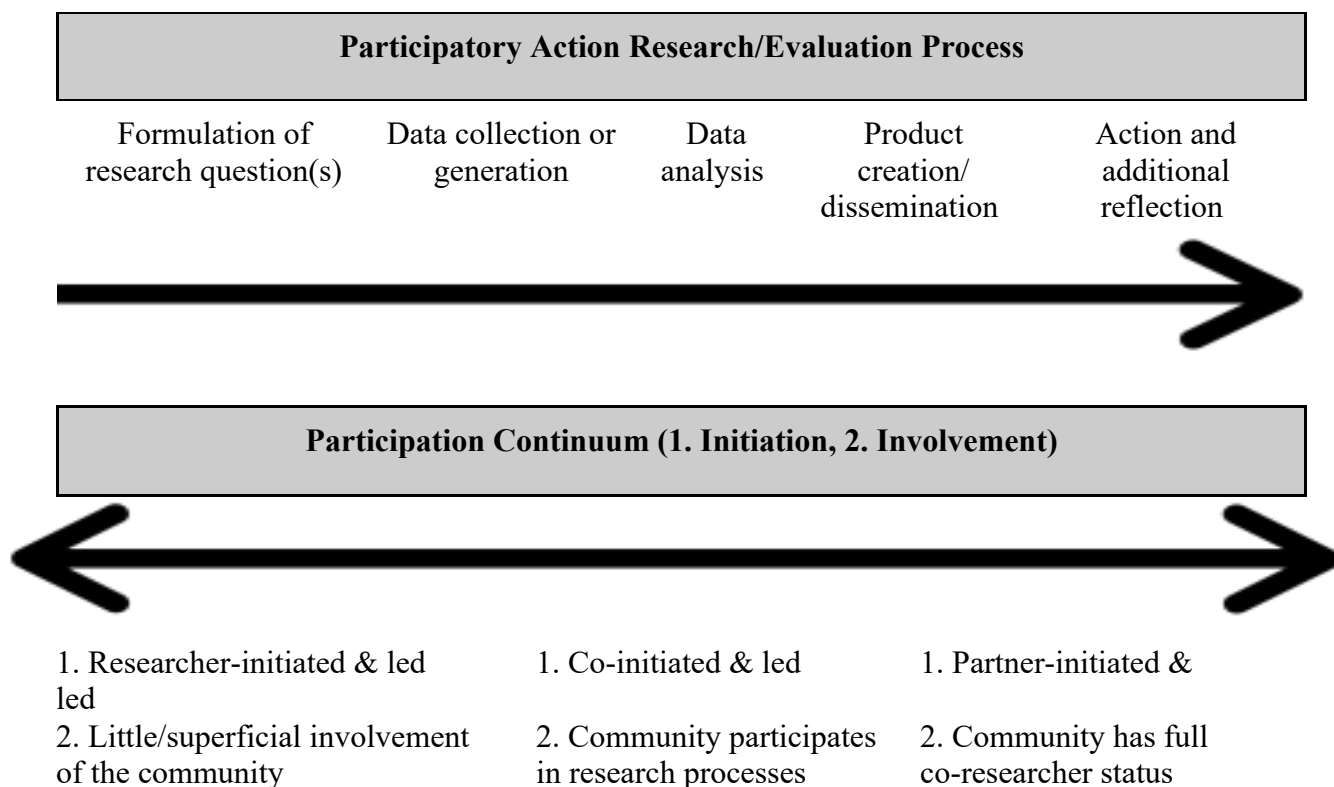 Participatory Action Research/Evaluation Process
Formulation of
research question(s)
Data collection or
generation
Data
analysis
Product
creation/
dissemination
Action and
additional
reflection
Participation Continuum (1. Initiation, 2. Involvement)
1. Researcher-initiated & led
led
2. Little/superficial involvement
of the community
1. Co-initiated & led
2. Community participates
in research processes
1. Partner-initiated &
2. Community has full
co-researcher status